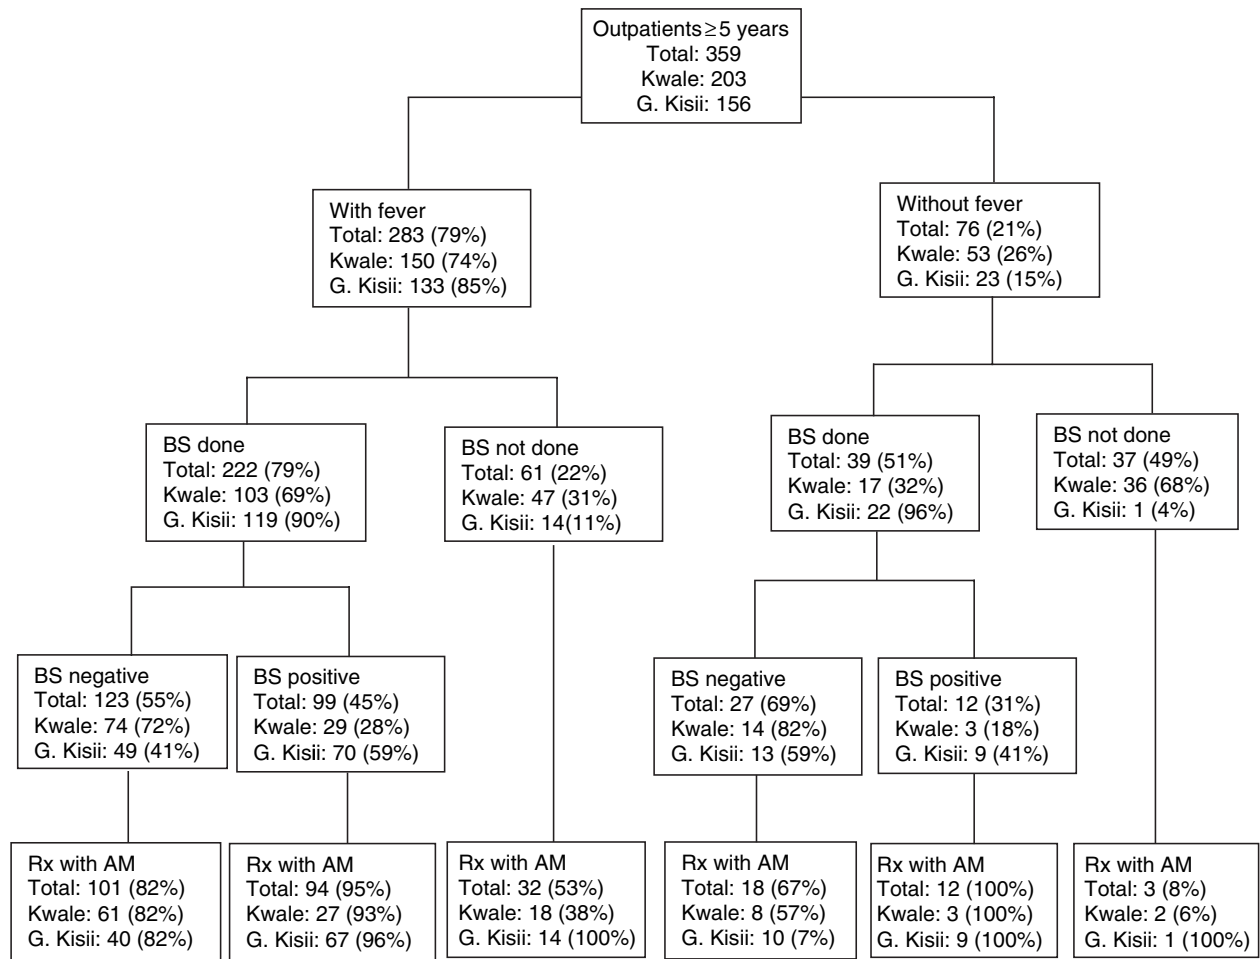 Outpatients ≥ 5 years
Total: 359
Kwale: 203
G. Kisii: 156
With fever
Total: 283 (79%)
Kwale: 150 (74%)
G. Kisii: 133 (85%)
Without fever
Total: 76 (21%)
Kwale: 53 (26%)
G. Kisii: 23 (15%)
BS done
Total: 222 (79%)
Kwale: 103 (69%)
G. Kisii: 119 (90%)
BS not done
Total: 61 (22%)
Kwale: 47 (31%)
G. Kisii: 14(11%)
BS done
Total: 39 (51%)
Kwale: 17 (32%)
G. Kisii: 22 (96%)
BS not done
Total: 37 (49%)
Kwale: 36 (68%)
G. Kisii: 1 (4%)
BS negative
Total: 123 (55%)
Kwale: 74 (72%)
G. Kisii: 49 (41%)
BS positive
Total: 99 (45%)
Kwale: 29 (28%)
G. Kisii: 70 (59%)
BS negative
Total: 27 (69%)
Kwale: 14 (82%)
G. Kisii: 13 (59%)
BS positive
Total: 12 (31%)
Kwale: 3 (18%)
G. Kisii: 9 (41%)
Rx with AM
Total: 101 (82%)
Kwale: 61 (82%)
G. Kisii: 40 (82%)
Rx with AM
Total: 94 (95%)
Kwale: 27 (93%)
G. Kisii: 67 (96%)
Rx with AM
Total: 32 (53%)
Kwale: 18 (38%)
G. Kisii: 14 (100%)
Rx with AM
Total: 18 (67%)
Kwale: 8 (57%)
G. Kisii: 10 (7%)
Rx with AM
Total: 12 (100%)
Kwale: 3 (100%)
G. Kisii: 9 (100%)
Rx with AM
Total: 3 (8%)
Kwale: 2 (6%)
G. Kisii: 1 (100%)